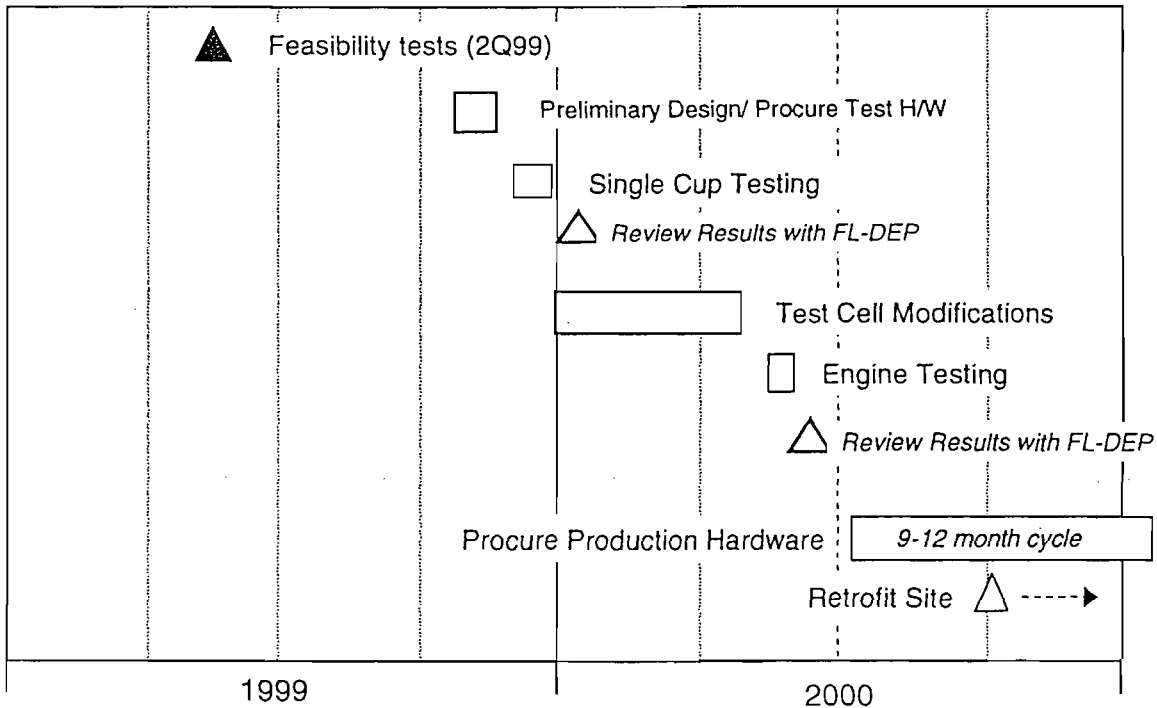 Feasibility tests (2Q99)
Preliminary Design/ Procure Test H/W
Single Cup Testing
Review Results with FL-DEP
Test Cell Modifications
Engine Testing
Review Results with FL-DEP
Procure Production Hardware
9-12 month cycle
Retrofit Site
1999
2000